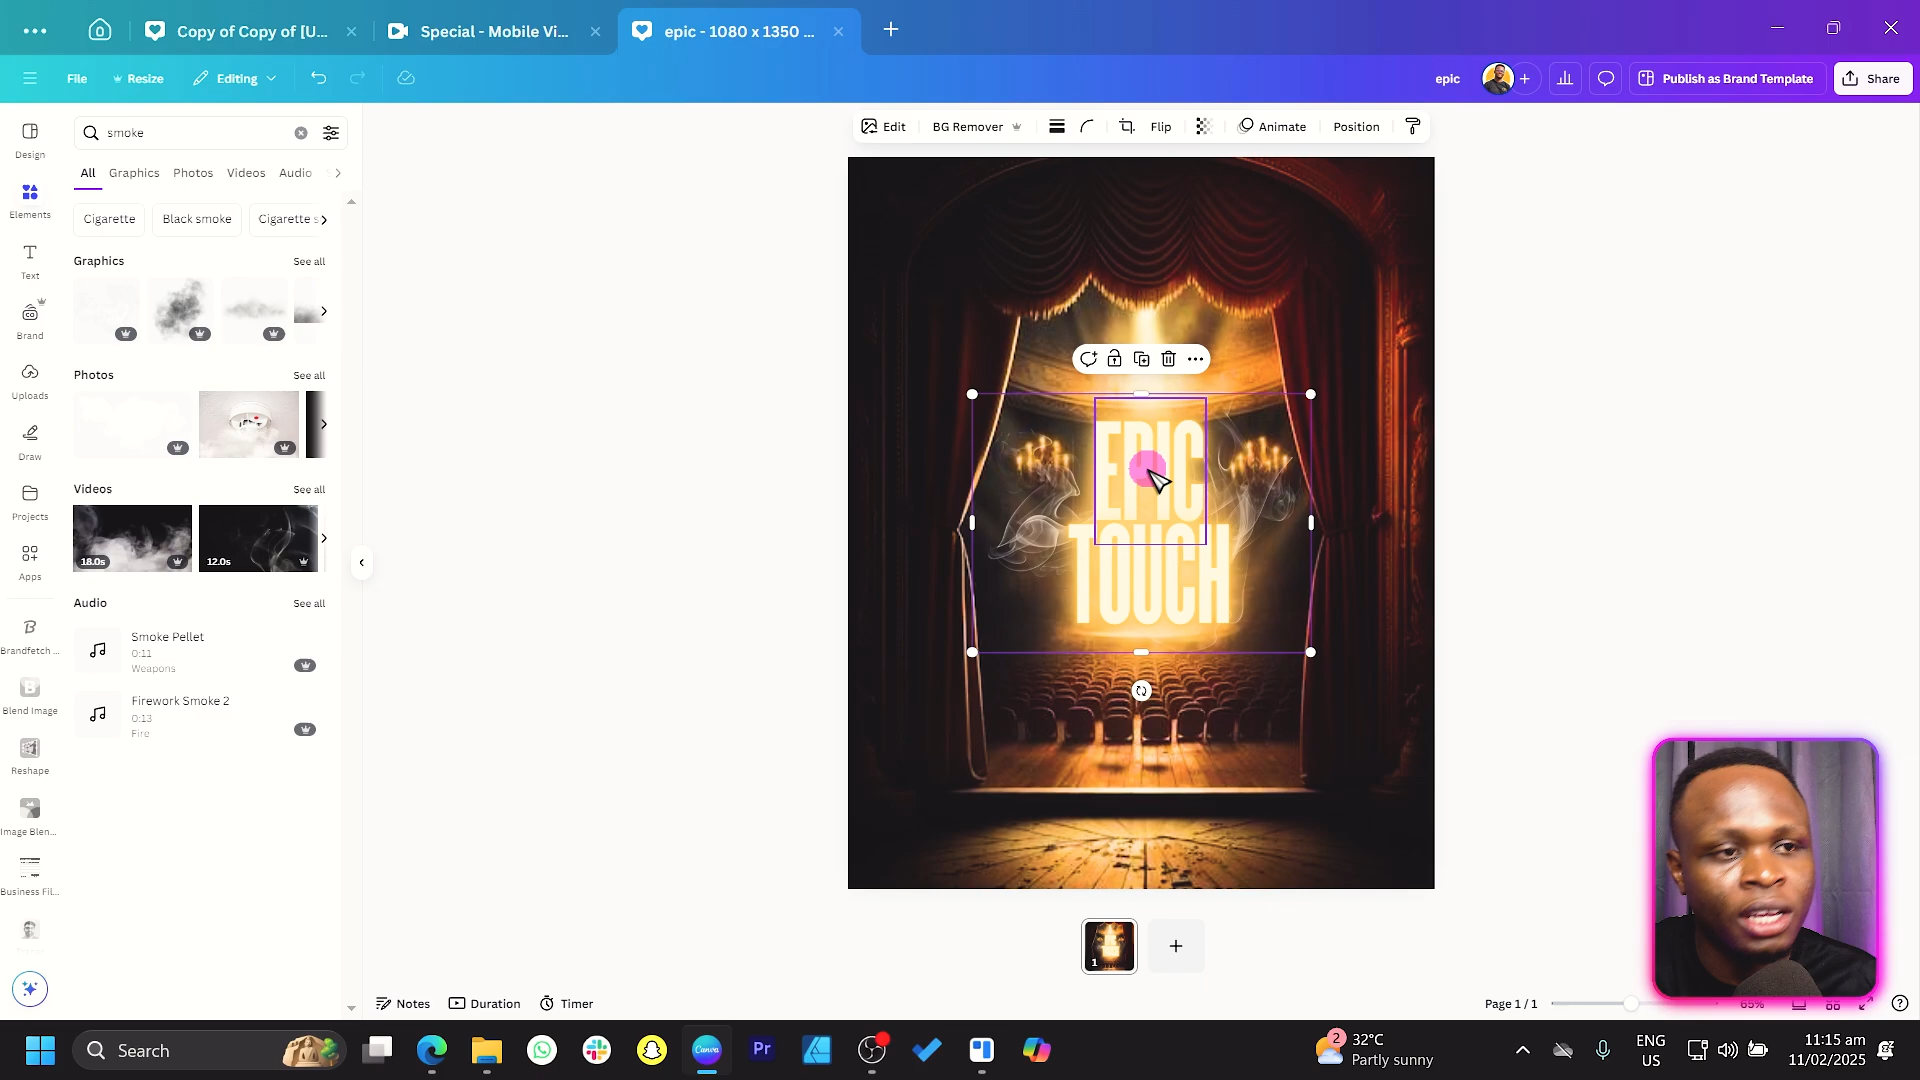 Copy of Copy of [U...
Special - Mobile Vi...
epic - 1080 x 1350 ...
File
Resize
Editing
epic
Publish as Brand Template
Share
Design
Elements
Text
Brand
Uploads
Draw
Projects
Apps
Brandfetch ...
Blend Image
Reshape
Image Blen...
Business Fil...
smoke
All
Graphics
Photos
Videos
Audio
Cigarette
Black smoke
Cigarette s
Graphics
See all
Photos
See all
Videos
See all
18.0s
12.0s
Audio
See all
Smoke Pellet
0:11
Weapons
Firework Smoke 2
0:13
Fire
Edit
BG Remover
Flip
Animate
Position
EPIC
TOUCH
1
Notes
Duration
Timer
Page 1 / 1
65%
Search
Pr
2
32°C
Partly sunny
ENG
US
11:15 am
11/02/2025